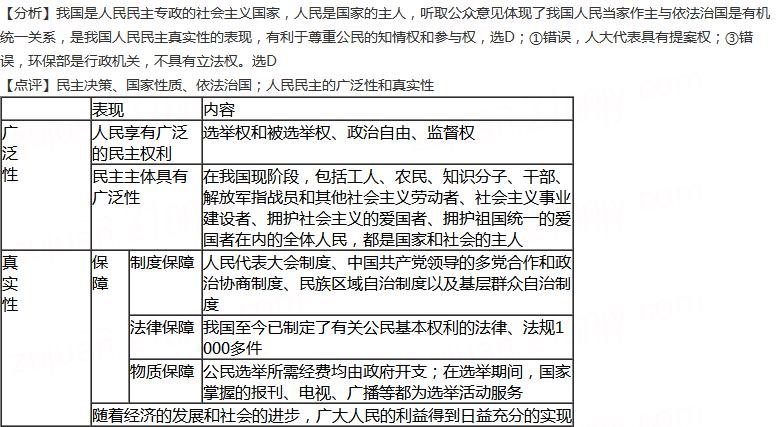 【分析】我国是人民民主专政的社会主义国家，人民是国家的主人，听取公众意见体现了我国人民当家作主与依法治国是有机
统一关系，是我国人民民主真实性的表现，有利于尊重公民的知情权和参与权，选D；①错误，人大代表具有提案权；③错
误，环保部是行政机关，不具有立法权。选D
【点评】民主决策、国家性质、依法治国；人民民主的广泛性和真实性
表现
内容
广
泛
性
人民享有广泛
的民主权利
选举权和被选举权、政治自由、监督权
民主主体具有
广泛性
在我国现阶段，包括工人、农民、知识分子、干部、
解放军指战员和其他社会主义劳动者、社会主义事业
建设者、拥护社会主义的爱国者、拥护祖国统一的爱
国者在内的全体人民，都是国家和社会的主人
真
实
性
保
障
制度保障
人民代表大会制度、中国共产党领导的多党合作和政
治协商制度、民族区域自治制度以及基层群众自治制
度
法律保障
我国至今已制定了有关公民基本权利的法律、法规1
000多件
物质保障
公民选举所需经费均由政府开支；在选举期间，国家
掌握的报刊、电视、广播等都为选举活动服务
随着经济的发展和社会的进步，广大人民的利益得到日益充分的实现